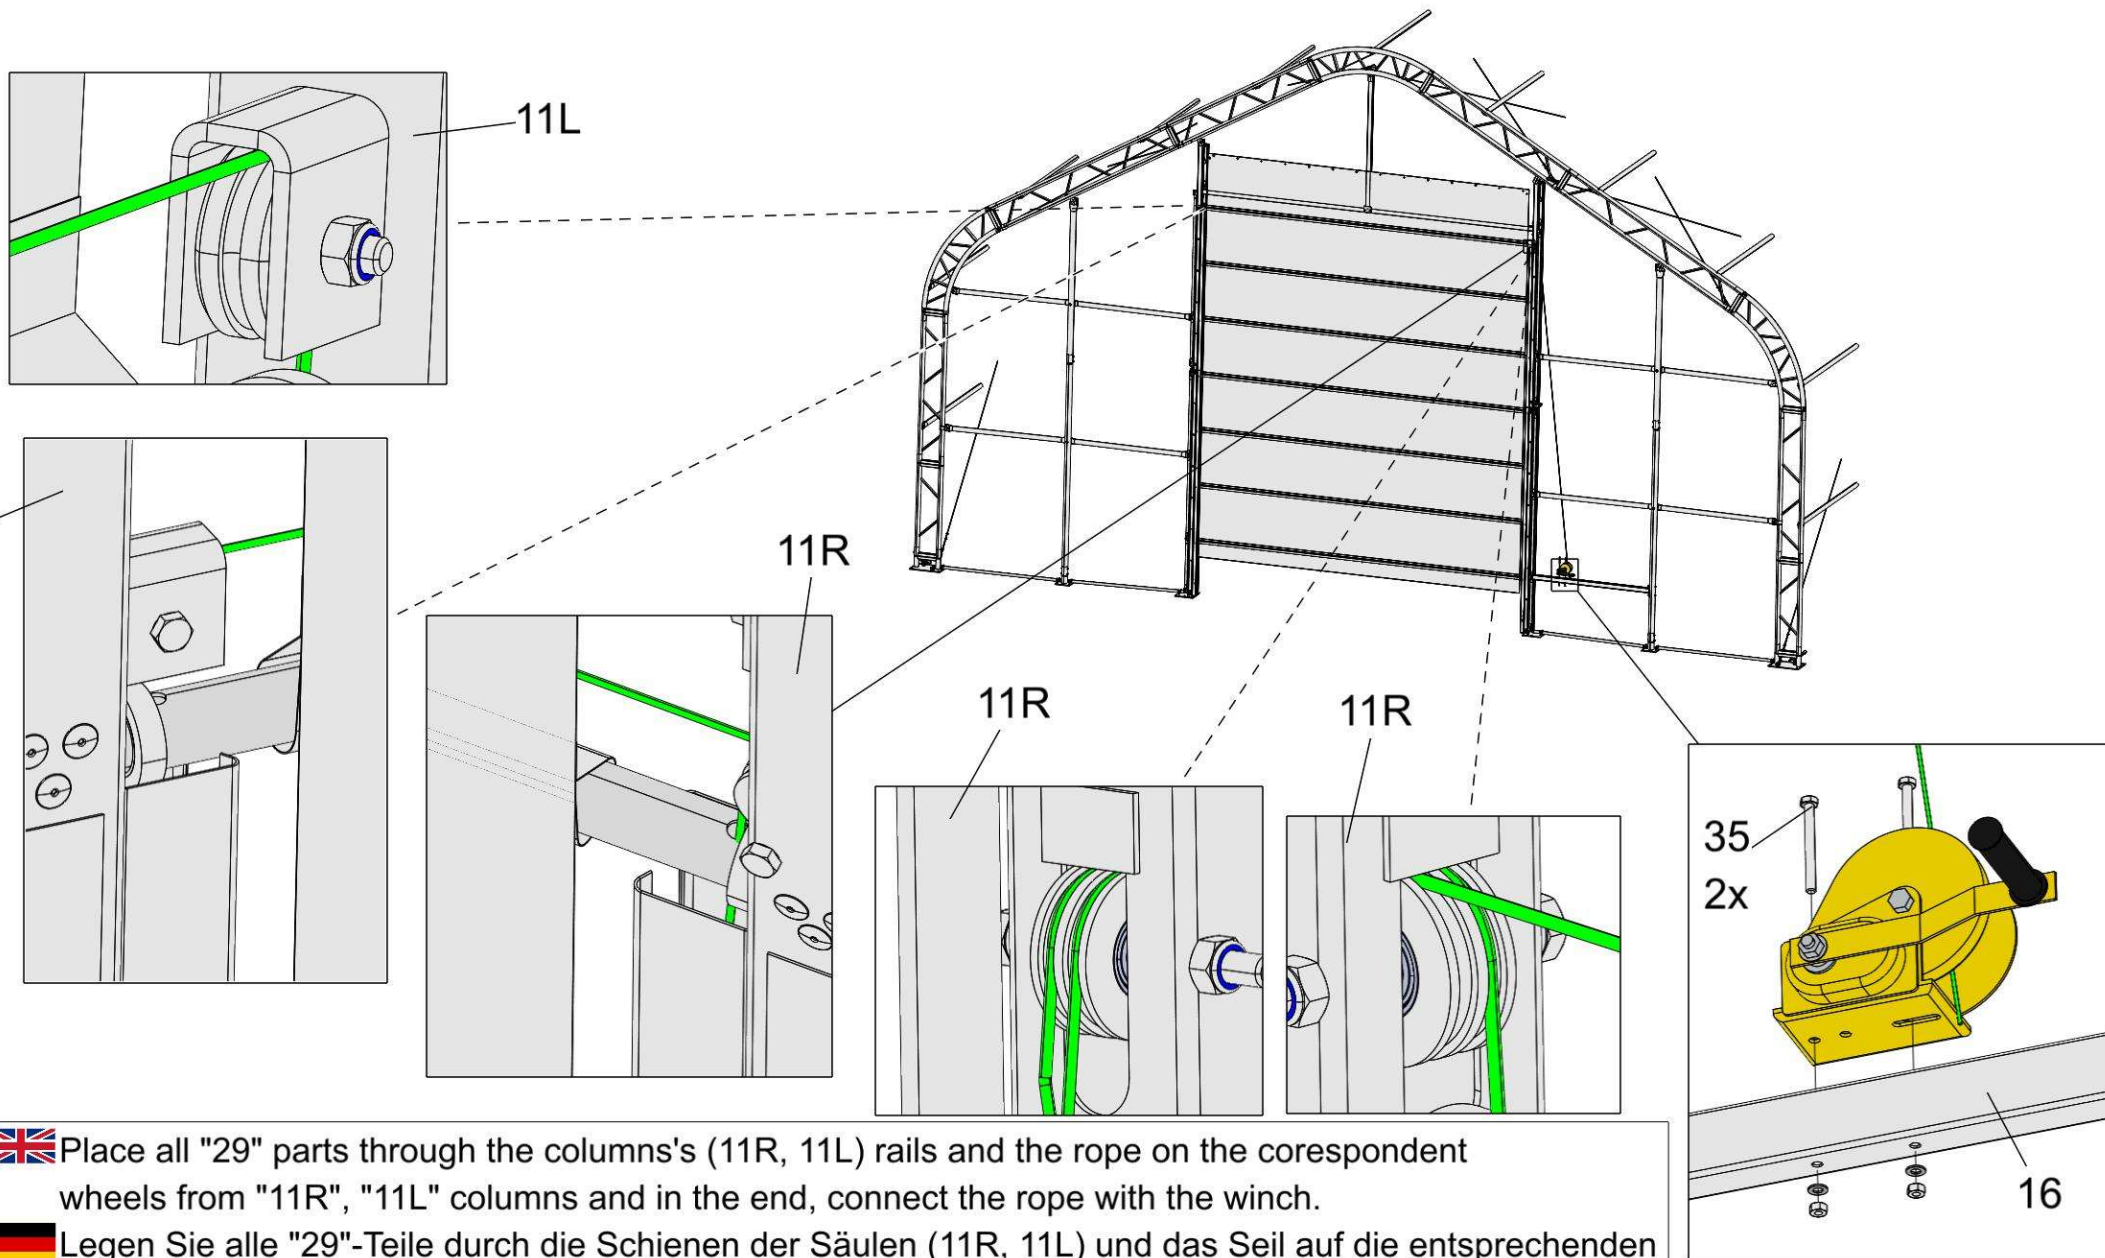 11L
11R
11R
11R
35
2x
16
Place all "29" parts through the columns's (11R, 11L) rails and the rope on the corespondent
wheels from "11R", "11L" columns and in the end, connect the rope with the winch.
Legen Sie alle "29"-Teile durch die Schienen der Säulen (11R, 11L) und das Seil auf die entsprechenden